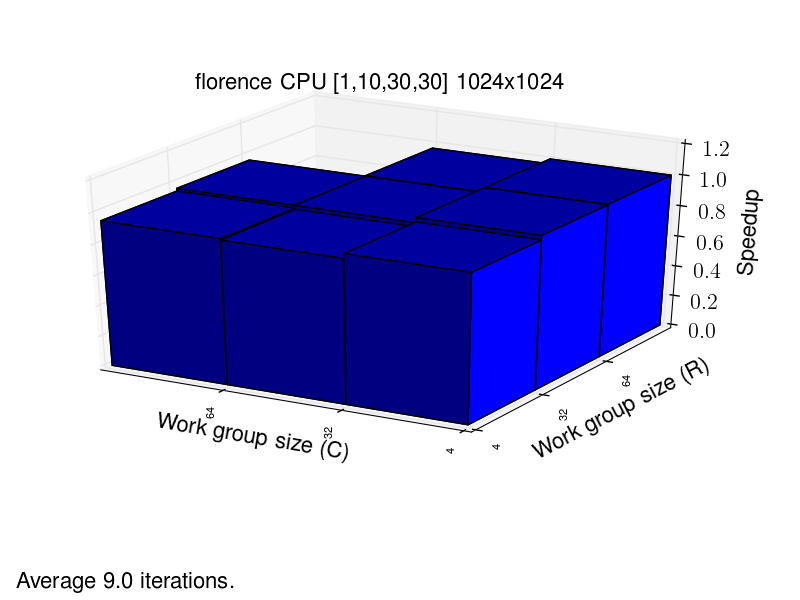 florence CPU [1,10,30,30] 1024x1024
1.2
1.0
0.8
0.6
0.4
0.2
0.0
Speedup
64
32
4
Work group size (C)
4
32
64
Work group size (R)
Average 9.0 iterations.